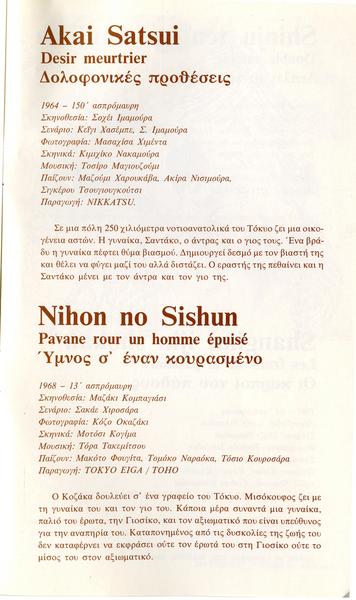 Akai Satsui
Desir meurtrier
Δολοφονικές προθέσεις
1964 – 150΄ ασπρόμαυρη
Σκηνοθεσία: Σοχέι Ιμαμούρα
Σενάριο: Κέϊγι Χασέμπε, Σ. Ιμαμούρα
Φωτογραφία: Μασαχίσα Χιμέντα
Σκηνικά: Κιμιχίκο Νακαμούρα
Μουσική: Τοσίρο Μαγιουζούμι
Παίζουν: Μαζούμι Χαρουκάβα, Ακίρα Νισιμούρα,
Σιγκέρου Τσουγιουγκούτσι
Παραγωγή: NIKKATSU.
Σε μια πόλη 250 χιλιόμετρα νοτιοανατολικά του Τόκυο ζει μια οικο-
γένεια αστών. Η γυναίκα, Σαντάκο, ο άντρας και ο γιος τους. Ένα βρά-
δυ η γυναίκα πέφτει θύμα βιασμού. Δημιουργεί δεσμό με τον βιαστή της
και θέλει να φύγει μαζί του αλλά διστάζει. Ο εραστής της πεθαίνει και η
Σαντάκο μένει με τον άντρα και τον γιο της.
Nihon no Sishun
Pavane rour un homme épuisé
Ύμνος σ' έναν κουρασμένο
1968 – 13΄ ασπρόμαυρη
Σκηνοθεσία: Μαζάκι Κομπαγιάσι
Σενάριο: Σακάε Χιροσάρα
Φωτογραφία: Κόζο Οκαζάκι
Σκηνικά: Μοτόσι Κογίμα
Μουσική: Τόρα Τακεμίτσου
Παίζουν: Μακότο Φουγίτα, Τομόκο Ναραόκα, Τόσιο Κουροσάρα
Παραγωγή: TOKYO EIGA / TOHO
Ο Κοζάκα δουλεύει σ' ένα γραφείο του Τόκυο. Μισόκουφος ζει με
τη γυναίκα του και τον γιο του. Κάποια μέρα συναντά μια γυναίκα,
παλιό του έρωτα, την Γιοσίκο, και τον αξιωματικό που είναι υπεύθυνος
για την αναπηρία του. Καταπονημένος από τις δυσκολίες της ζωής του
δεν καταφέρνει να εκφράσει ούτε τον έρωτά του στη Γιοσίκο ούτε το
μίσος του στον αξιωματικό.